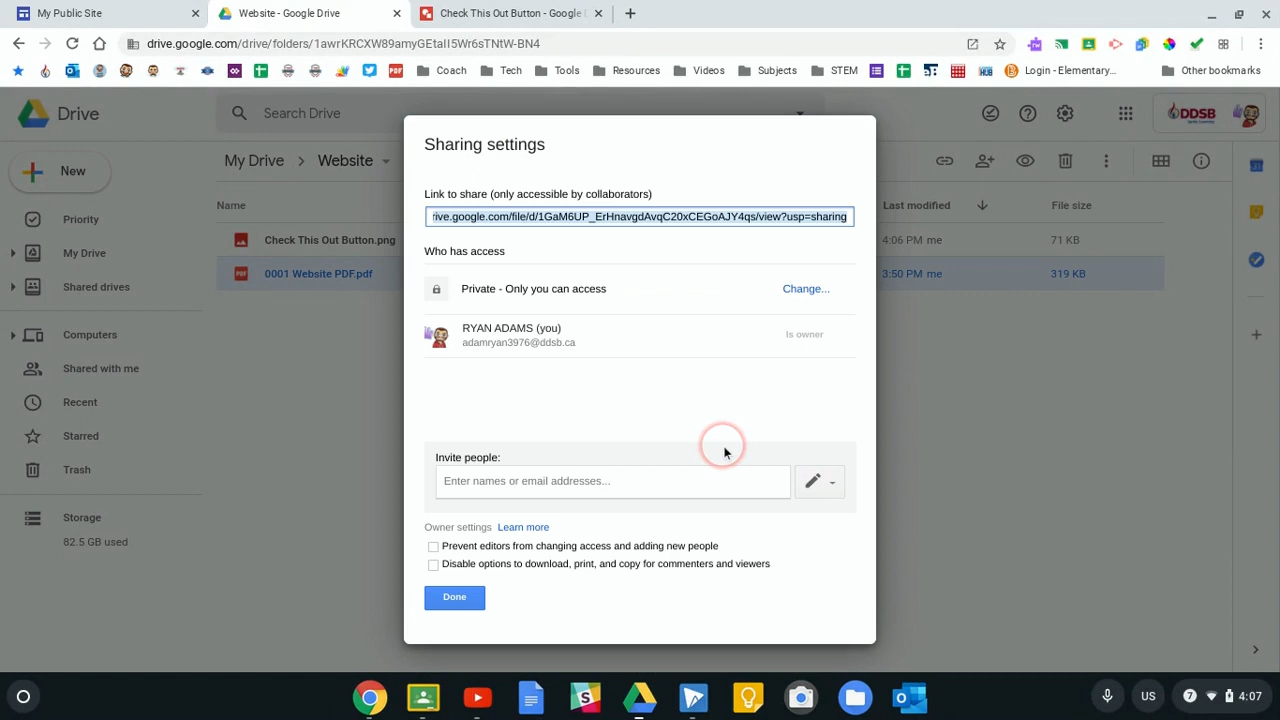 My Public Site
Website - Google Drive
Check This Out Button - Google
drive.google.com/drive/folders/1awrKRCXW89amyGEtaII5Wr6sTNtW-BN4
Coach
Tech
Tools
Resources
Videos
Subjects
STEM
Login - Elementary...
Other bookmarks
Drive
Search Drive
DDSB
New
My Drive
Website
Name
Last modified
File size
Priority
My Drive
Shared drives
Computers
Shared with me
Recent
Starred
Trash
Storage
82.5 GB used
Check This Out Button.png
4:06 PM me
71 KB
0001 Website PDF.pdf
3:50 PM me
319 KB
Sharing settings
Link to share (only accessible by collaborators)
rive.google.com/file/d/1GaM6UP_ErHnavgdAvqC20xCEGoAJY4qs/view?usp=sharing
Who has access
Private - Only you can access
Change...
RYAN ADAMS (you)
adamryan3976@ddsb.ca
Is owner
Invite people:
Enter names or email addresses...
Owner settings Learn more
Prevent editors from changing access and adding new people
Disable options to download, print, and copy for commenters and viewers
Done
US
7
4:07